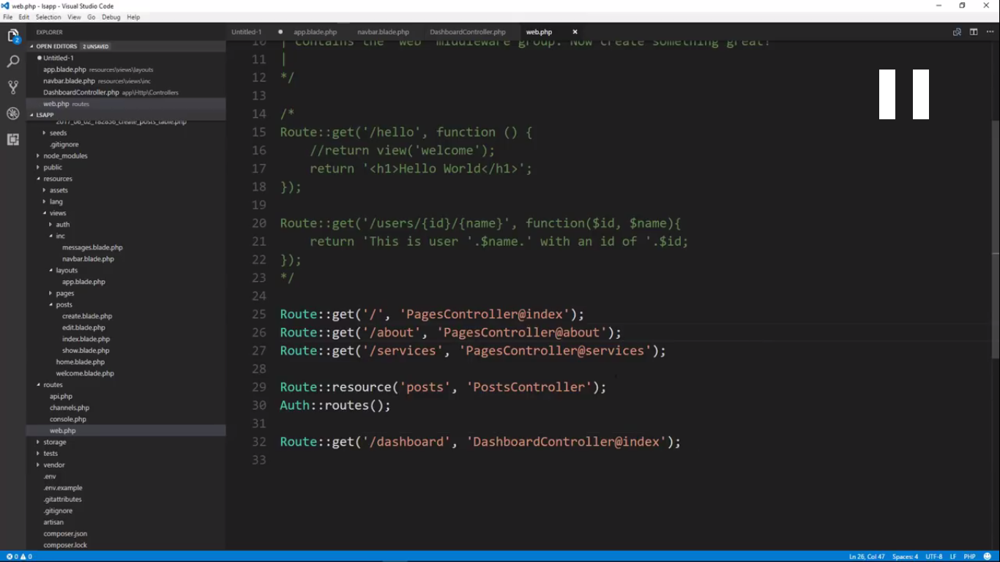 web.php - lsapp - Visual Studio Code
File Edit Selection View Go Debug Help
EXPLORER
Untitled-1 app.blade.php navbar.blade.php DashboardController.php web.php
2
OPEN EDITORS 2 UNSAVED
Untitled-1
app.blade.php resources\views\layouts
navbar.blade.php resources\views\inc
DashboardController.php app\Http\Controllers
web.php routes
LSAPP
2017_06_02_182856_create_posts_table.php
seeds
.gitignore
node_modules
public
resources
assets
lang
views
auth
inc
messages.blade.php
navbar.blade.php
layouts
app.blade.php
pages
posts
create.blade.php
edit.blade.php
index.blade.php
show.blade.php
home.blade.php
welcome.blade.php
routes
api.php
channels.php
console.php
web.php
storage
tests
vendor
.env
.env.example
.gitattributes
.gitignore
artisan
composer.json
composer.lock
10 | contains the "web" middleware group. Now create something great!
11 |
12 */
13
14 /*
15 Route::get('/hello', function () {
16     //return view('welcome');
17     return '<h1>Hello World</h1>';
18 });
19
20 Route::get('/users/{id}/{name}', function($id, $name){
21     return 'This is user '.$name.' with an id of '.$id;
22 });
23 */
24
25 Route::get('/', 'PagesController@index');
26 Route::get('/about', 'PagesController@about');
27 Route::get('/services', 'PagesController@services');
28
29 Route::resource('posts', 'PostsController');
30 Auth::routes();
31
32 Route::get('/dashboard', 'DashboardController@index');
33
0 0 Ln 26, Col 47 Spaces: 4 UTF-8 LF PHP